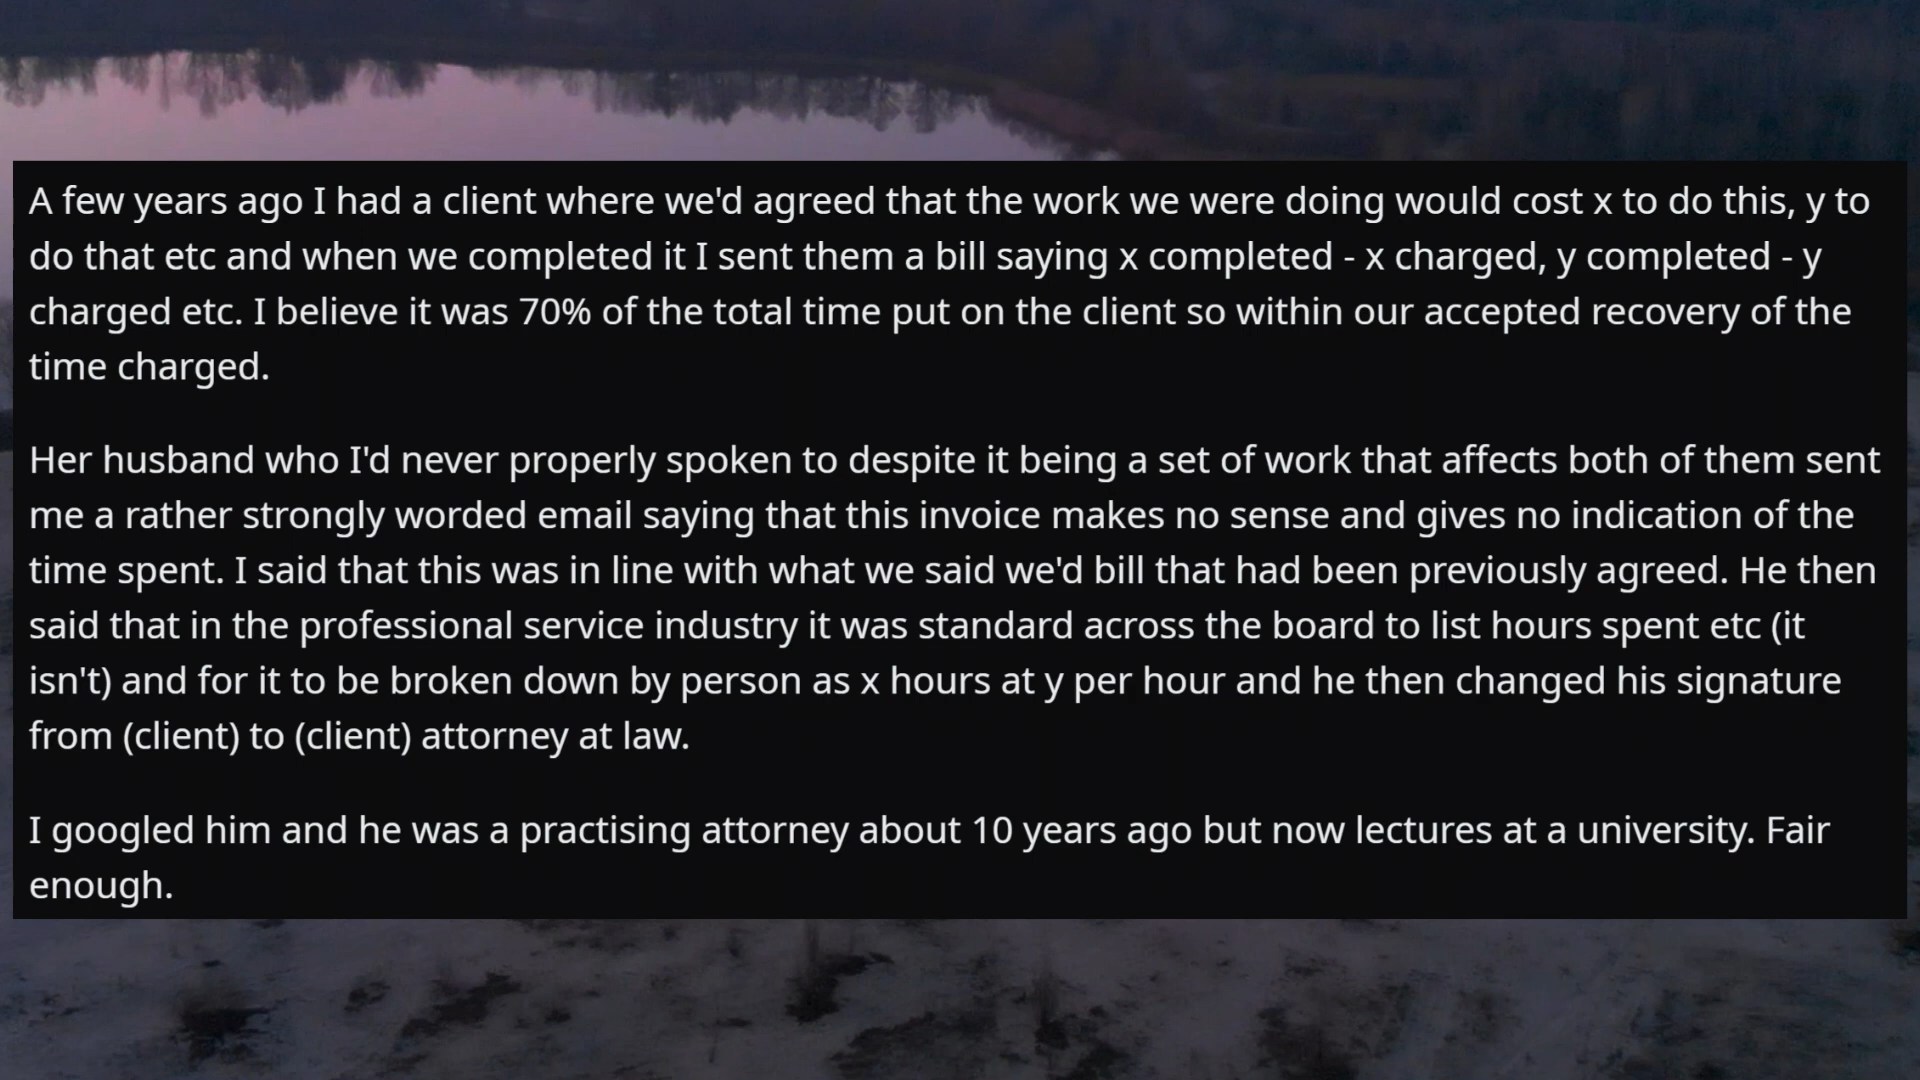 A few years ago I had a client where we'd agreed that the work we were doing would cost x to do this, y to
do that etc and when we completed it I sent them a bill saying x completed - x charged, y completed - y
charged etc. I believe it was 70% of the total time put on the client so within our accepted recovery of the
time charged.
Her husband who I'd never properly spoken to despite it being a set of work that affects both of them sent
me a rather strongly worded email saying that this invoice makes no sense and gives no indication of the
time spent. I said that this was in line with what we said we'd bill that had been previously agreed. He then
said that in the professional service industry it was standard across the board to list hours spent etc (it
isn't) and for it to be broken down by person as x hours at y per hour and he then changed his signature
from (client) to (client) attorney at law.
I googled him and he was a practising attorney about 10 years ago but now lectures at a university. Fair
enough.